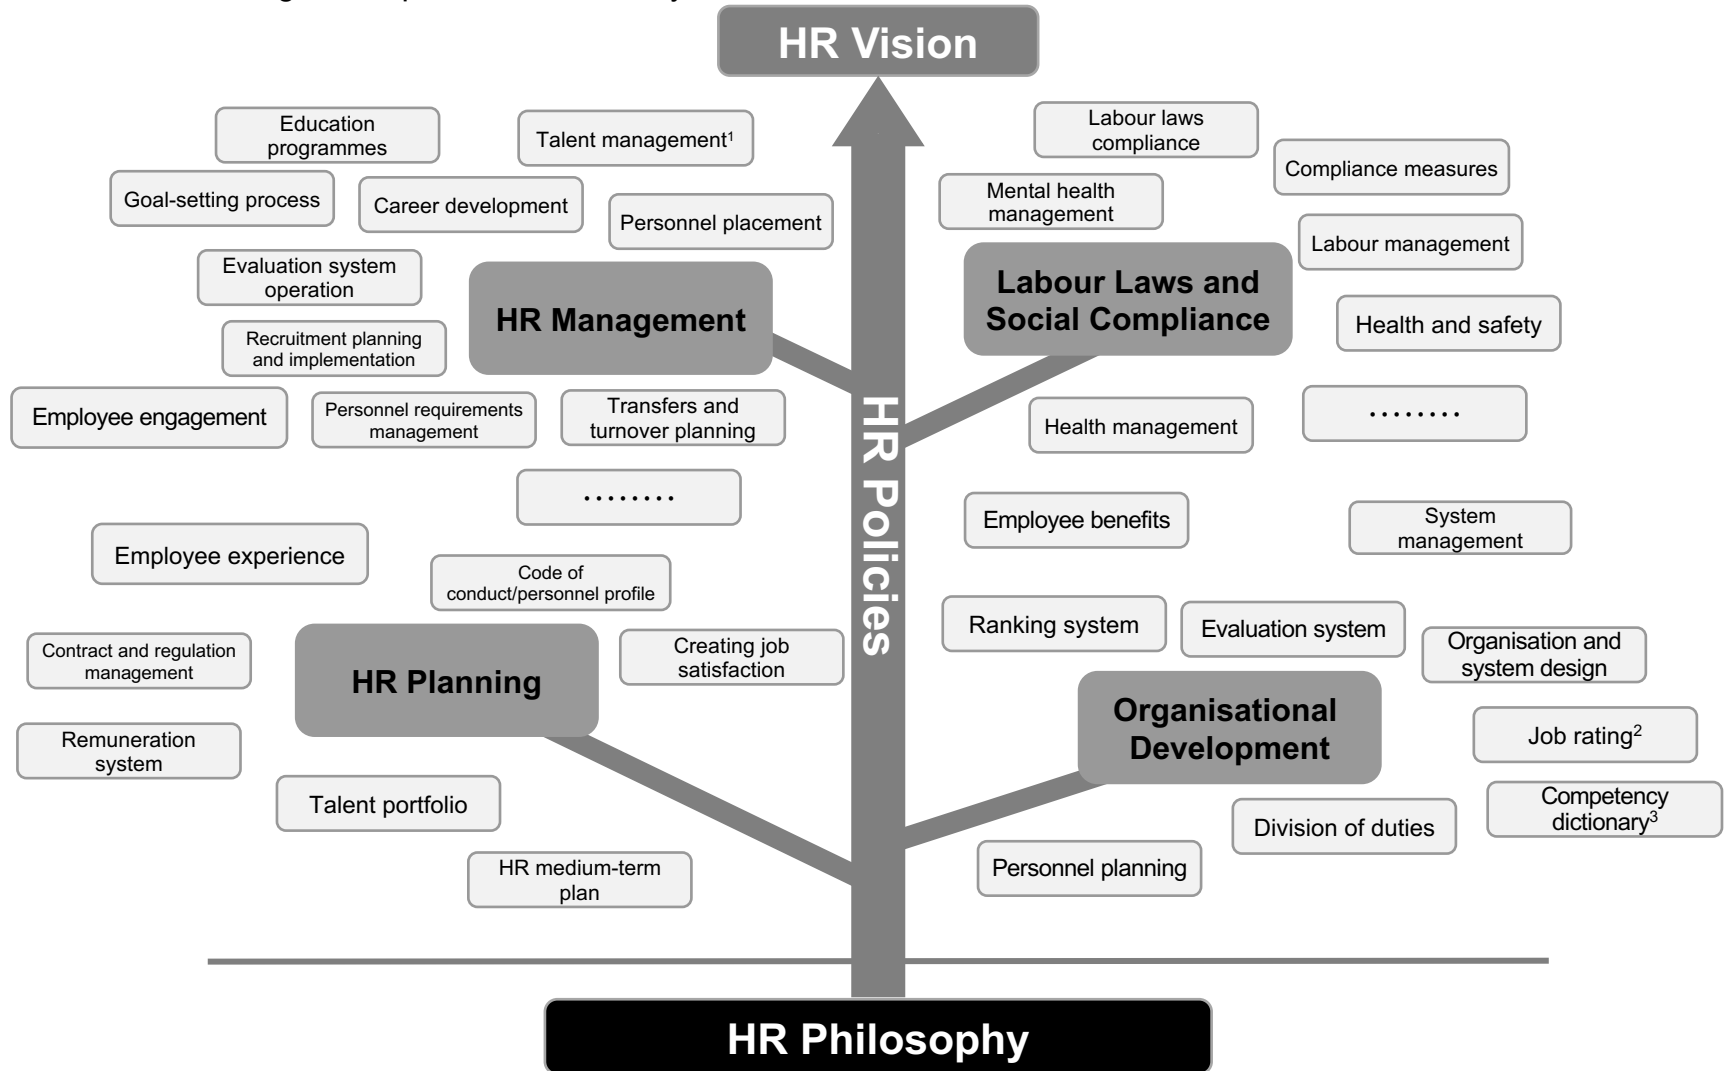 HR Vision
Education
programmes
Talent management¹
Goal-setting process
Career development
Personnel placement
Evaluation system
operation
HR Management
Recruitment planning
and implementation
Employee engagement
Personnel requirements
management
Transfers and
turnover planning
........
Labour laws
compliance
Compliance measures
Mental health
management
Labour management
Labour Laws and
Social Compliance
Health and safety
Health management
........
HR Policies
Employee experience
Code of
conduct/personnel profile
Contract and regulation
management
HR Planning
Creating job
satisfaction
Remuneration
system
Talent portfolio
HR medium-term
plan
Employee benefits
System
management
Ranking system
Evaluation system
Organisation and
system design
Organisational
Development
Job rating²
Competency
dictionary³
Division of duties
Personnel planning
HR Philosophy